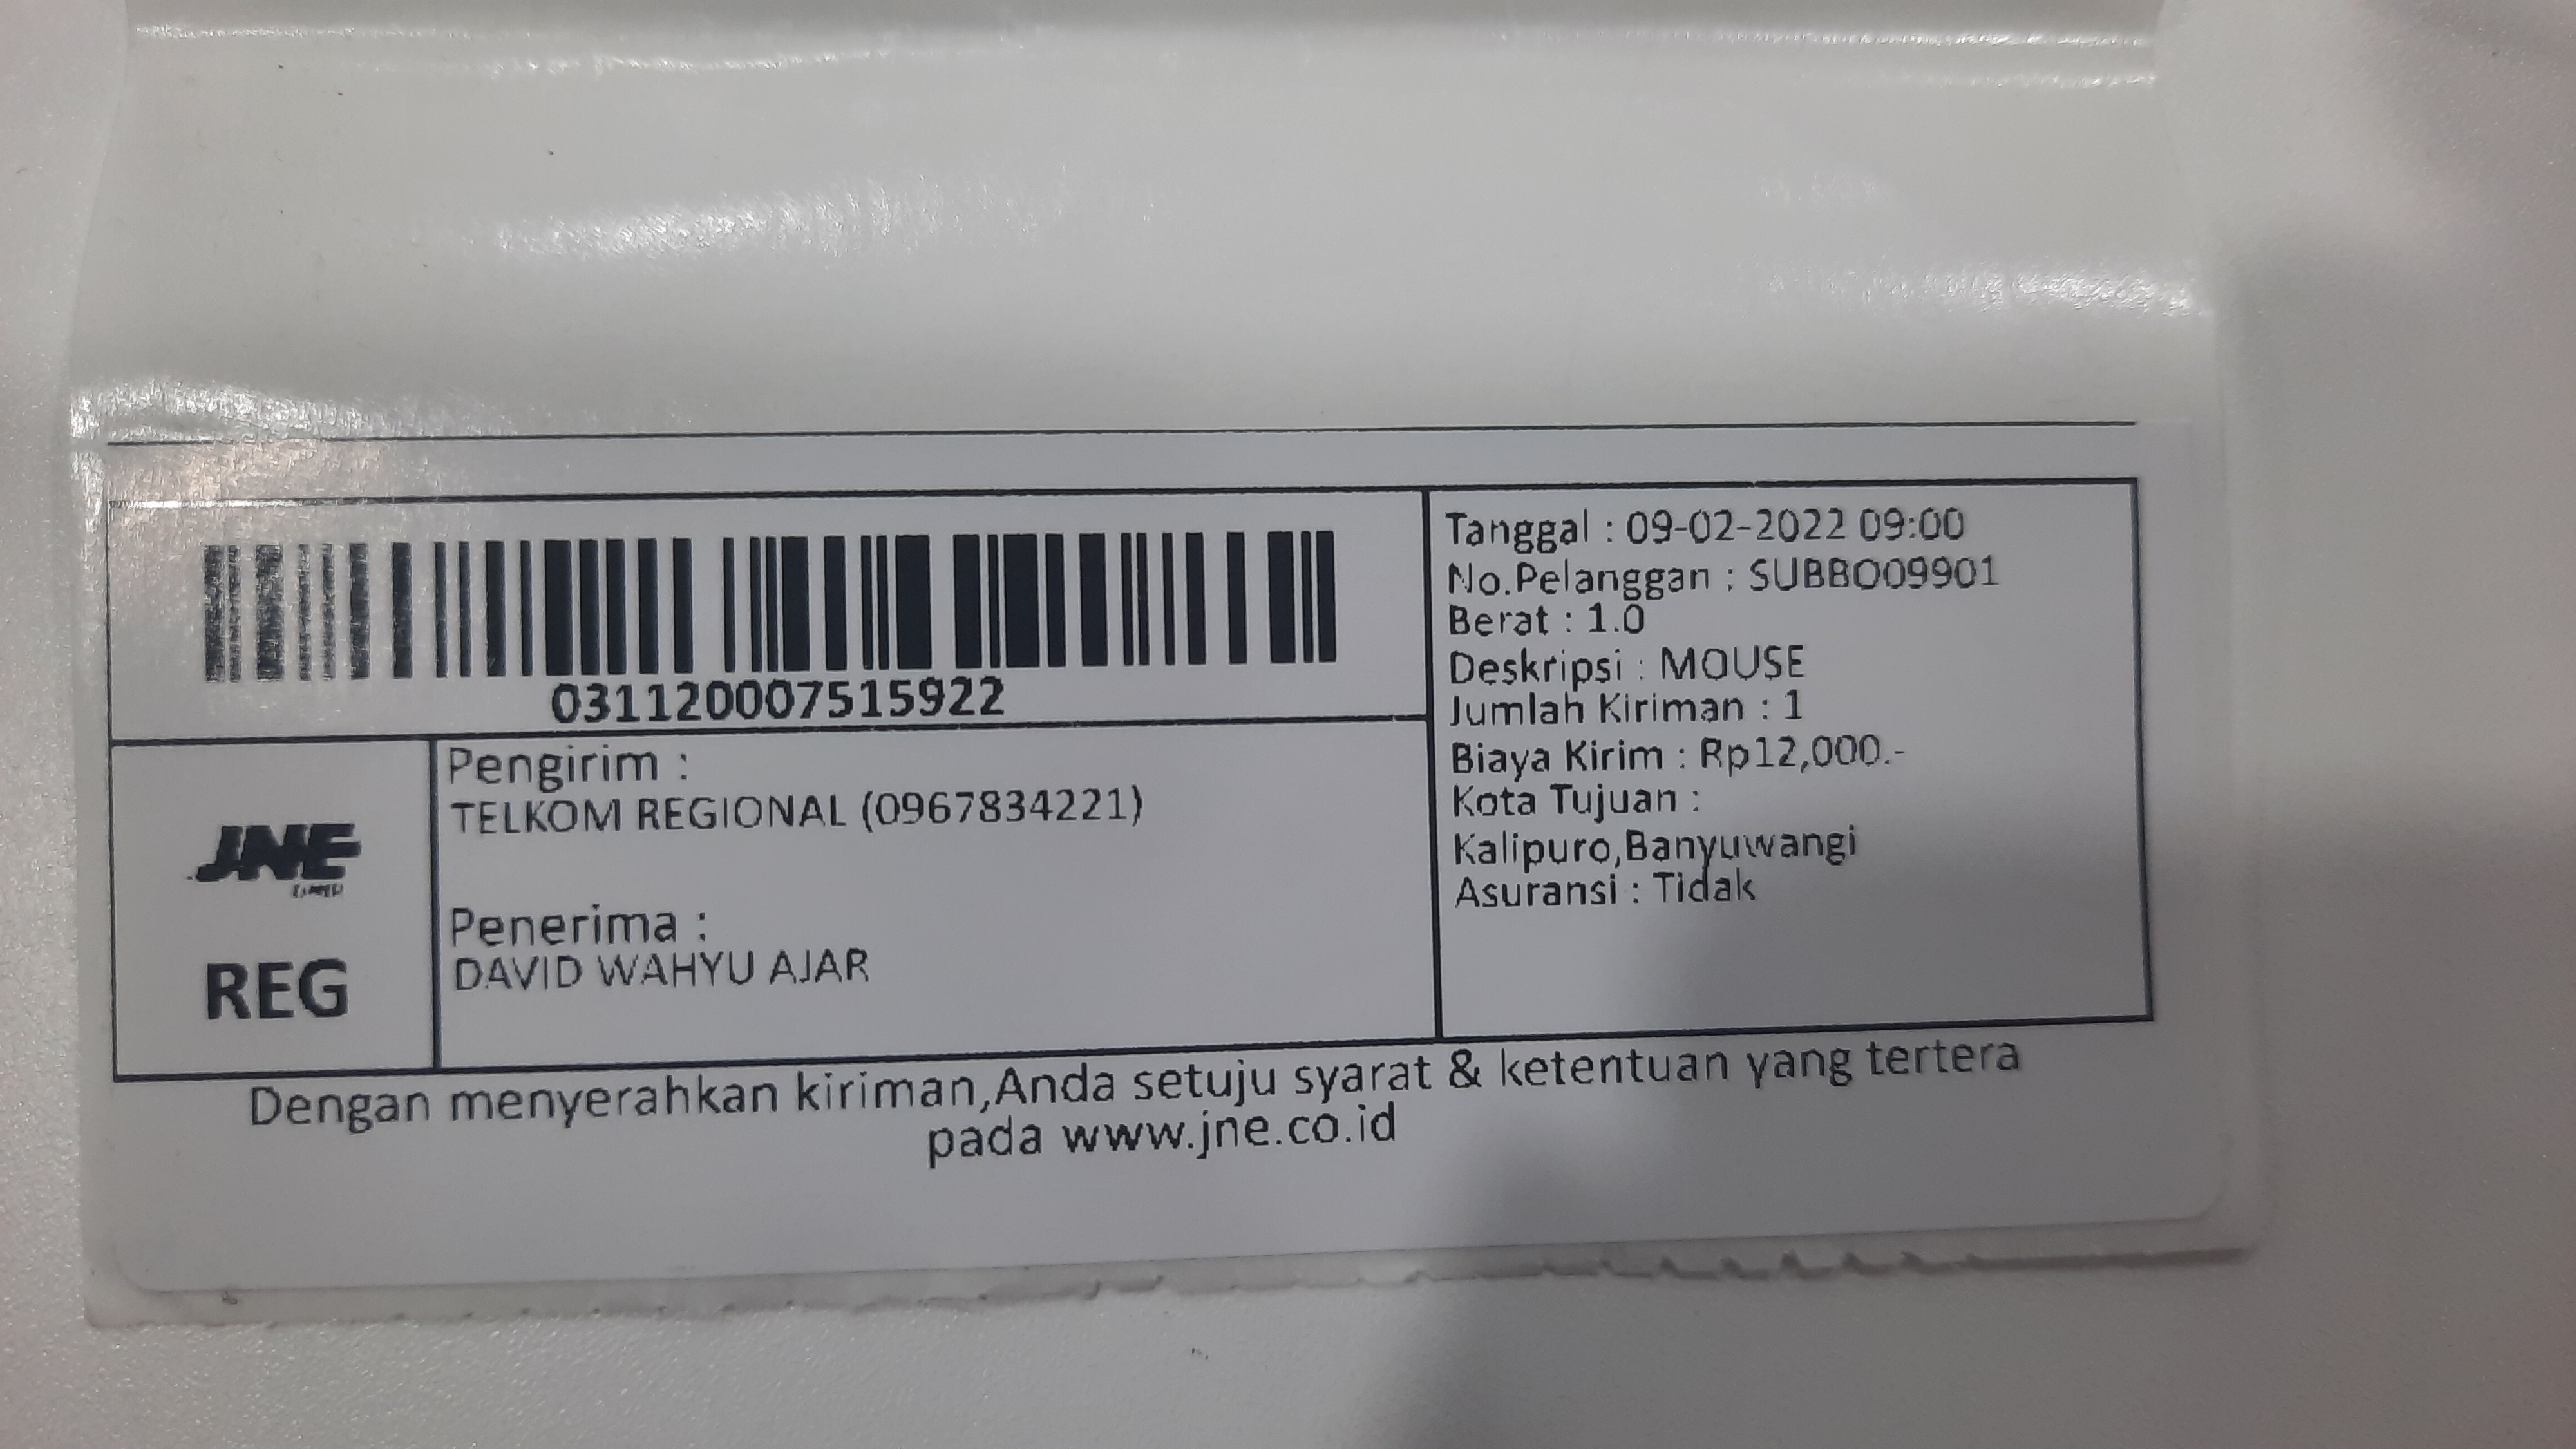 031120007515922
JNE
REG
Pengirim :
TELKOM REGIONAL (0967834221)
Penerima :
DAVID WAHYU AJAR
Tanggal : 09-02-2022 09:00
No.Pelanggan : SUBBO09901
Berat : 1.0
Deskripsi : MOUSE
Jumlah Kiriman : 1
Biaya Kirim : Rp12,000.-
Kota Tujuan :
Kalipuro,Banyuwangi
Asuransi : Tidak
Dengan menyerahkan kiriman,Anda setuju syarat & ketentuan yang tertera
pada www.jne.co.id